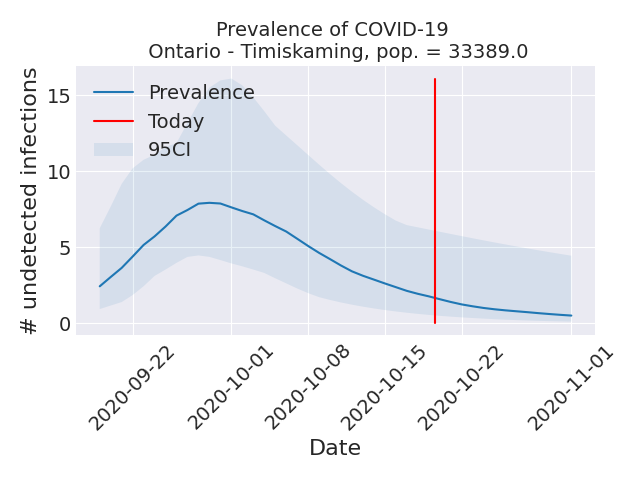 Prevalence of COVID-19
Ontario - Timiskaming, pop. = 33389.0
# undetected infections
15
10
5
0
Prevalence
Today
95CI
2020-09-22
2020-10-01
2020-10-08
2020-10-15
2020-10-22
2020-11-01
Date